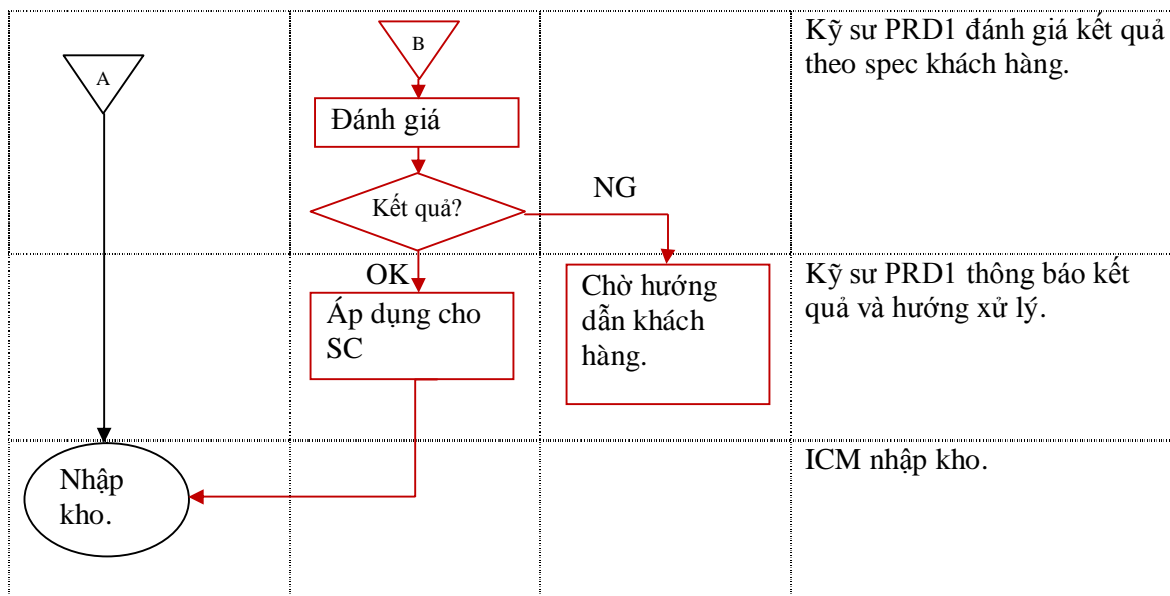 A
B
Kỹ sư PRD1 đánh giá kết quả
theo spec khách hàng.
Đánh giá
Kết quả?
NG
OK
Áp dụng cho
SC
Chờ hướng
dẫn khách
hàng.
Kỹ sư PRD1 thông báo kết
quả và hướng xử lý.
Nhập
kho.
ICM nhập kho.